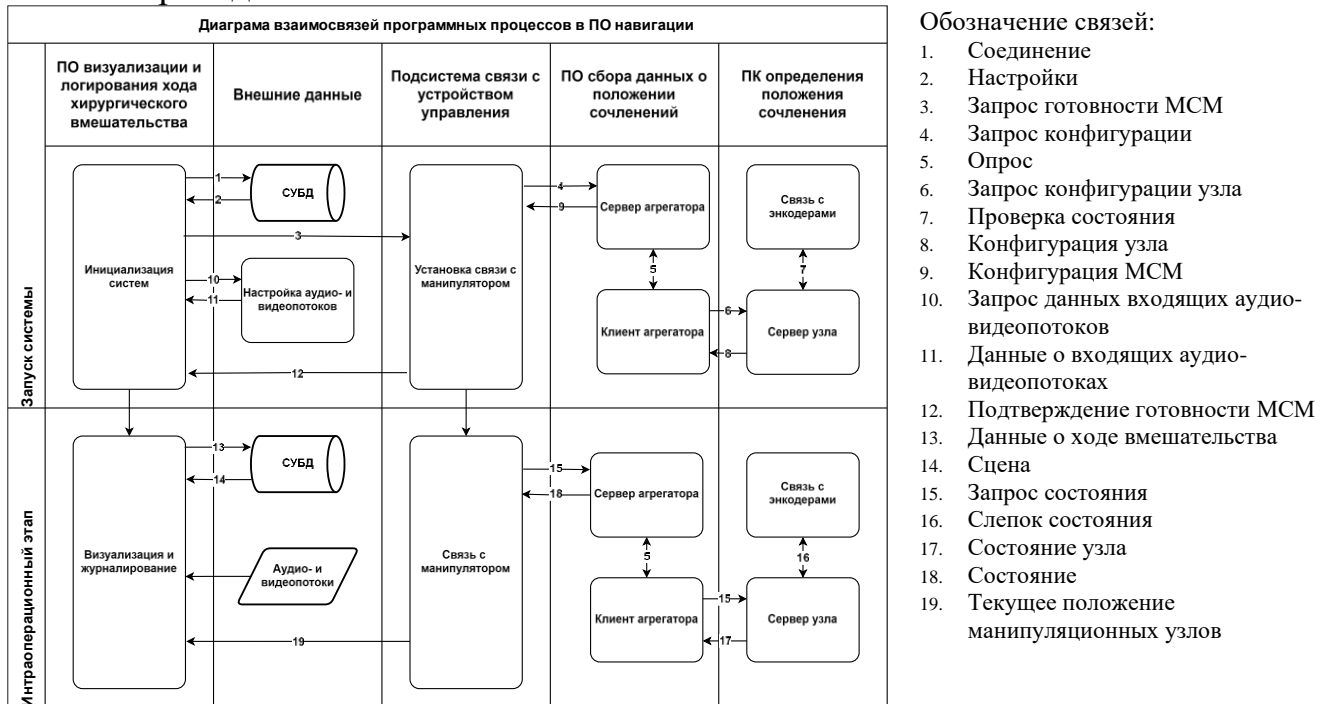 Диаграмма взаимосвязей программных процессов в ПО навигации
ПО визуализации и
логирования хода
хирургического
вмешательства
Внешние данные
Подсистема связи с
устройством
управления
ПО сбора данных о
положении
сочленений
ПК определения
положения
сочленения
Запуск системы
Инициализация
систем
1
2
СУБД
3
10
11
Настройка аудио- и
видеопотоков
12
Установка связи с
манипулятором
4
9
Сервер агрегатора
5
Клиент агрегатора
6
8
Связь с
энкодерами
7
Сервер узла
Интраоперационный этап
Визуализация и
журналирование
13
14
СУБД
Аудио- и
видеопотоки
19
Связь с
манипулятором
15
18
Сервер агрегатора
5
Клиент агрегатора
15
17
Связь с
энкодерами
16
Сервер узла
Обозначение связей:
1. Соединение
2. Настройки
3. Запрос готовности МСМ
4. Запрос конфигурации
5. Опрос
6. Запрос конфигурации узла
7. Проверка состояния
8. Конфигурация узла
9. Конфигурация МСМ
10. Запрос данных входящих аудио-
видеопотоков
11. Данные о входящих аудио-
видеопотоках
12. Подтверждение готовности МСМ
13. Данные о ходе вмешательства
14. Сцена
15. Запрос состояния
16. Слепок состояния
17. Состояние узла
18. Состояние
19. Текущее положение
манипуляционных узлов